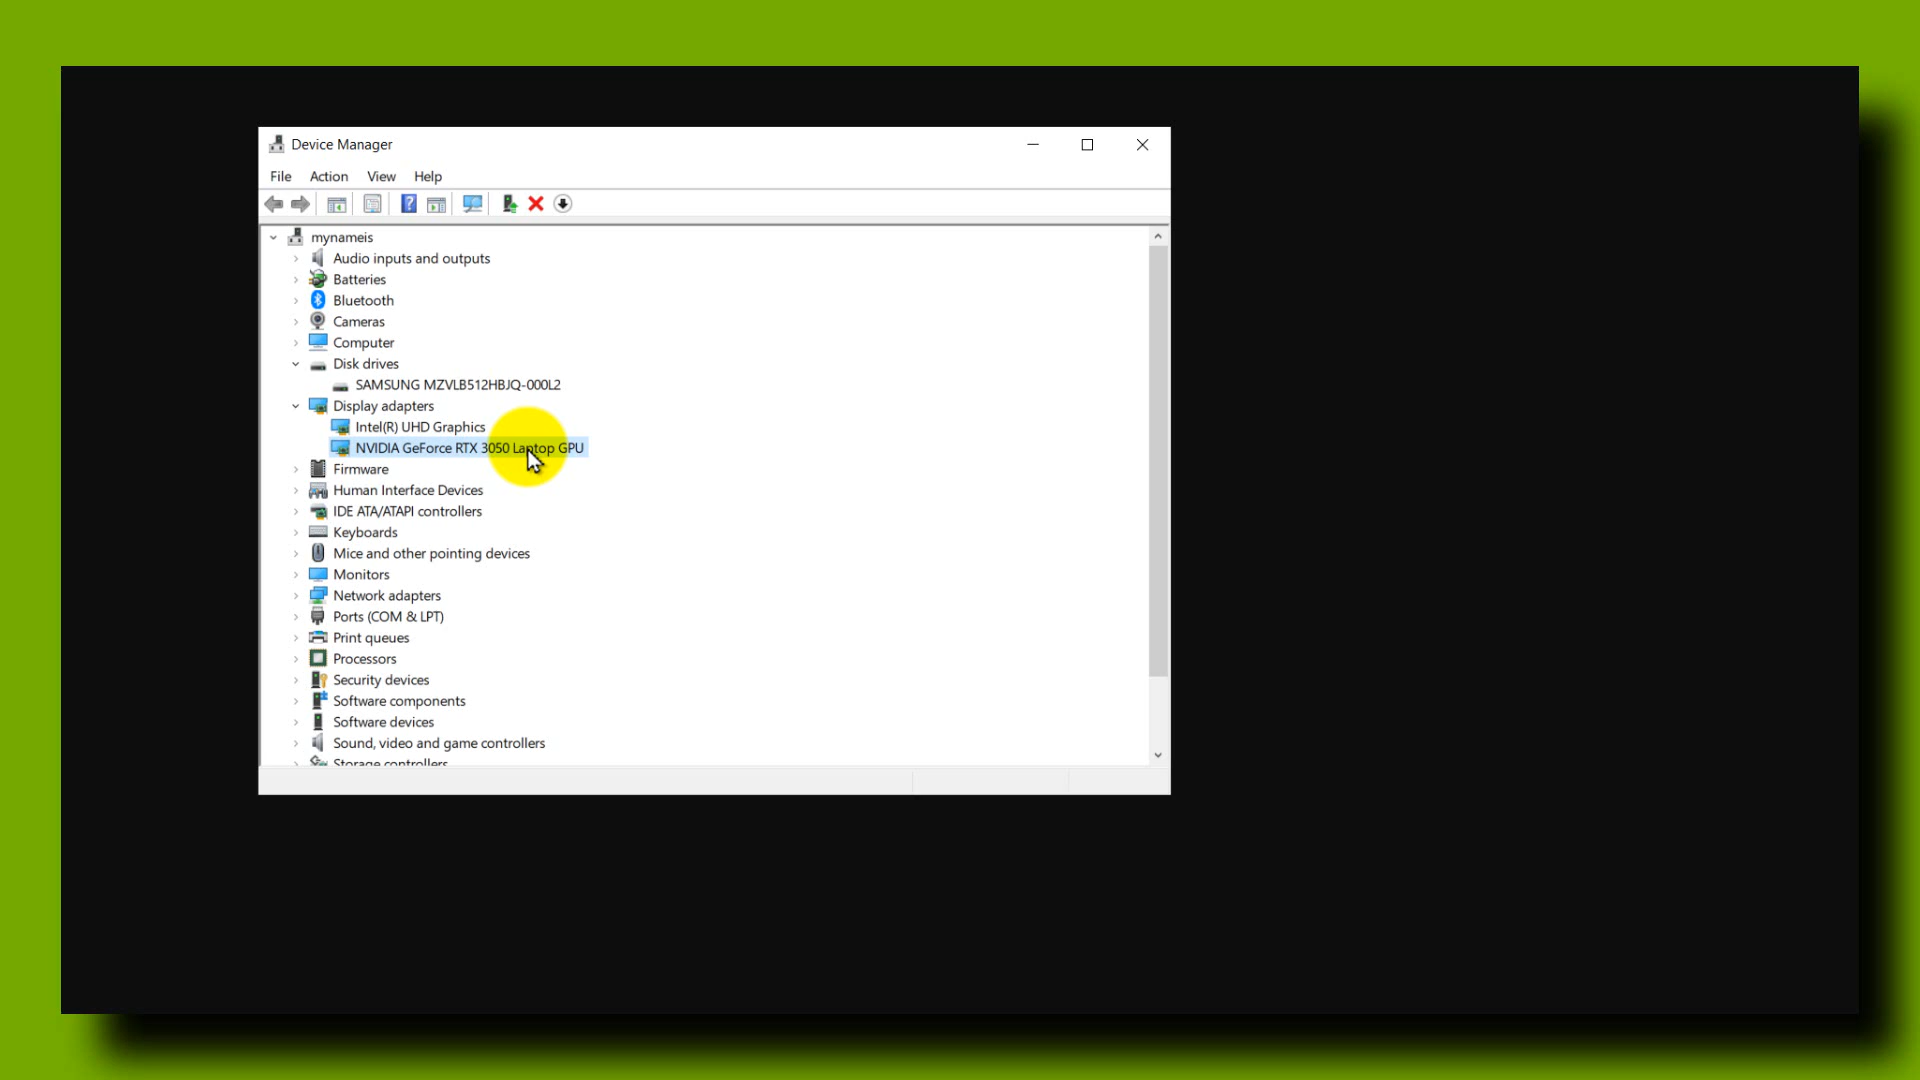 Device Manager
File Action View Help
mynameis
Audio inputs and outputs
Batteries
Bluetooth
Cameras
Computer
Disk drives
SAMSUNG MZVLB512HBJQ-000L2
Display adapters
Intel(R) UHD Graphics
NVIDIA GeForce RTX 3050 Laptop GPU
Firmware
Human Interface Devices
IDE ATA/ATAPI controllers
Keyboards
Mice and other pointing devices
Monitors
Network adapters
Ports (COM & LPT)
Print queues
Processors
Security devices
Software components
Software devices
Sound, video and game controllers
Storage controllers